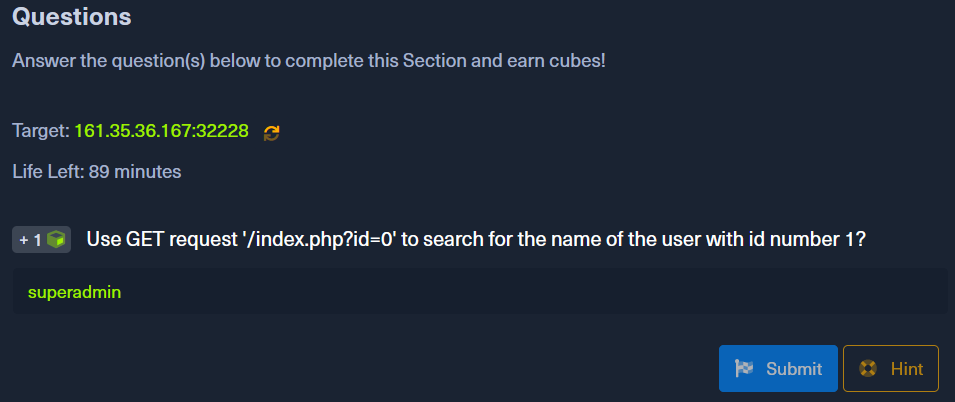 Questions
Answer the question(s) below to complete this Section and earn cubes!
Target: 161.35.36.167:32228
Life Left: 89 minutes
+ 1 Use GET request '/index.php?id=0' to search for the name of the user with id number 1?
superadmin
Submit Hint